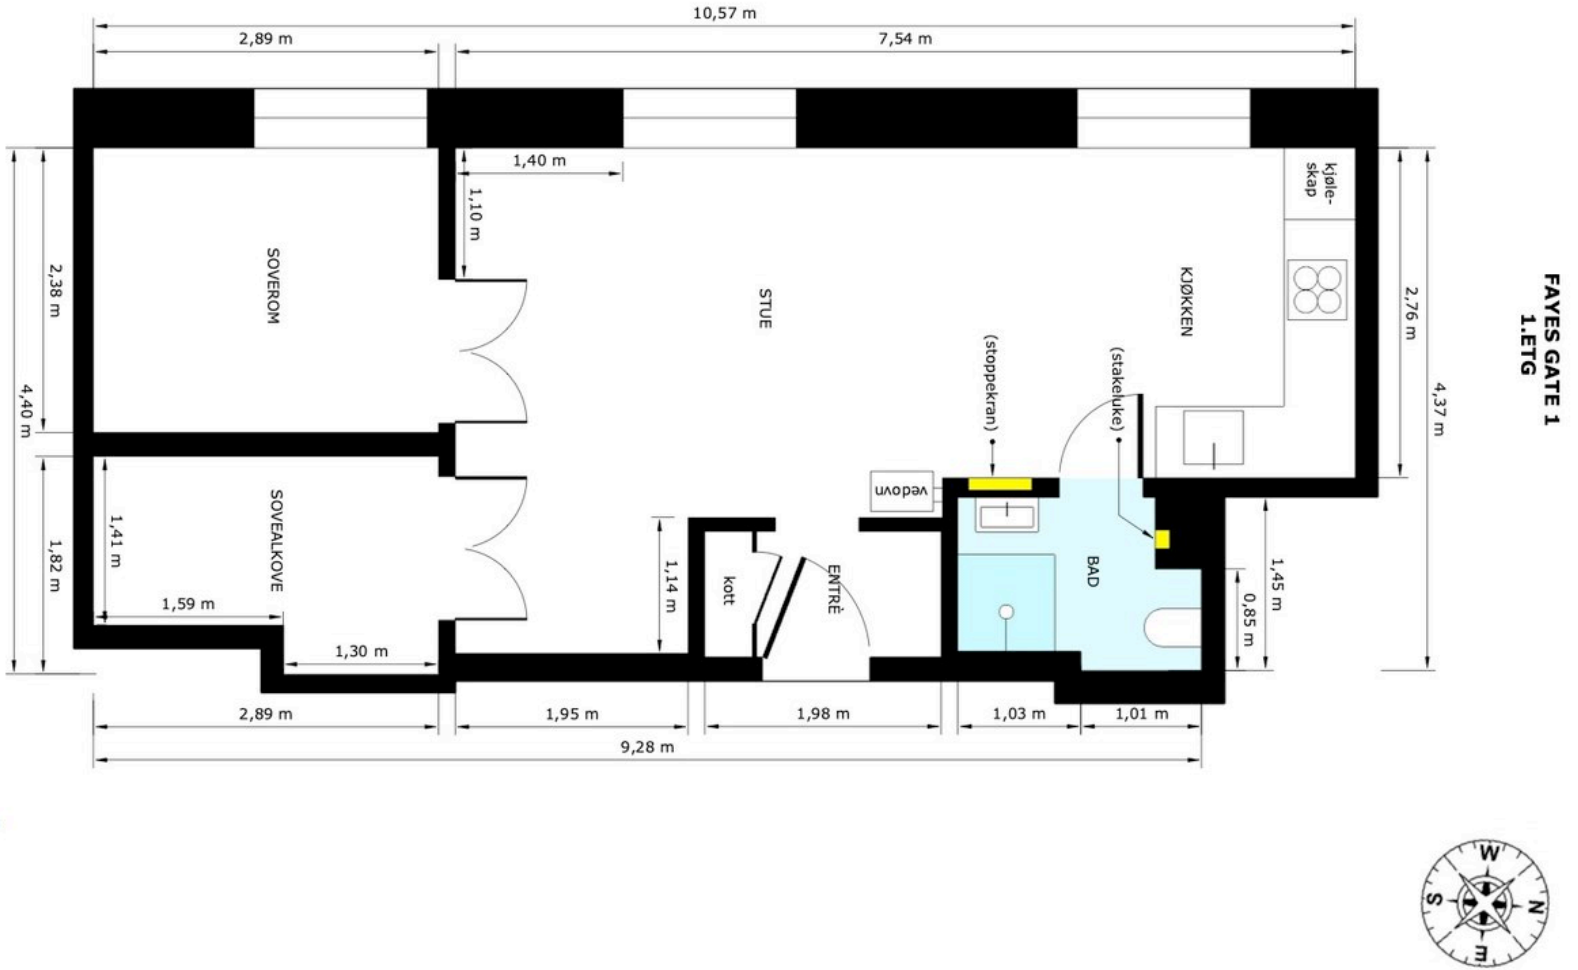 10,57 m
2,89 m
7,54 m
1,40 m
1,10 m
kjøle-
skap
SOVEROM
STUE
KJØKKEN
2,38 m
4,40 m
2,76 m
4,37 m
FAYES GATE 1
1.ETG
(stoppekran)
(stakeluke)
vedovn
SOVEALKOVE
1,41 m
1,82 m
1,59 m
1,30 m
1,14 m
kott
ENTRÈ
BAD
0,85 m
1,45 m
2,89 m
1,95 m
1,98 m
1,03 m
1,01 m
9,28 m
W
S
N
E